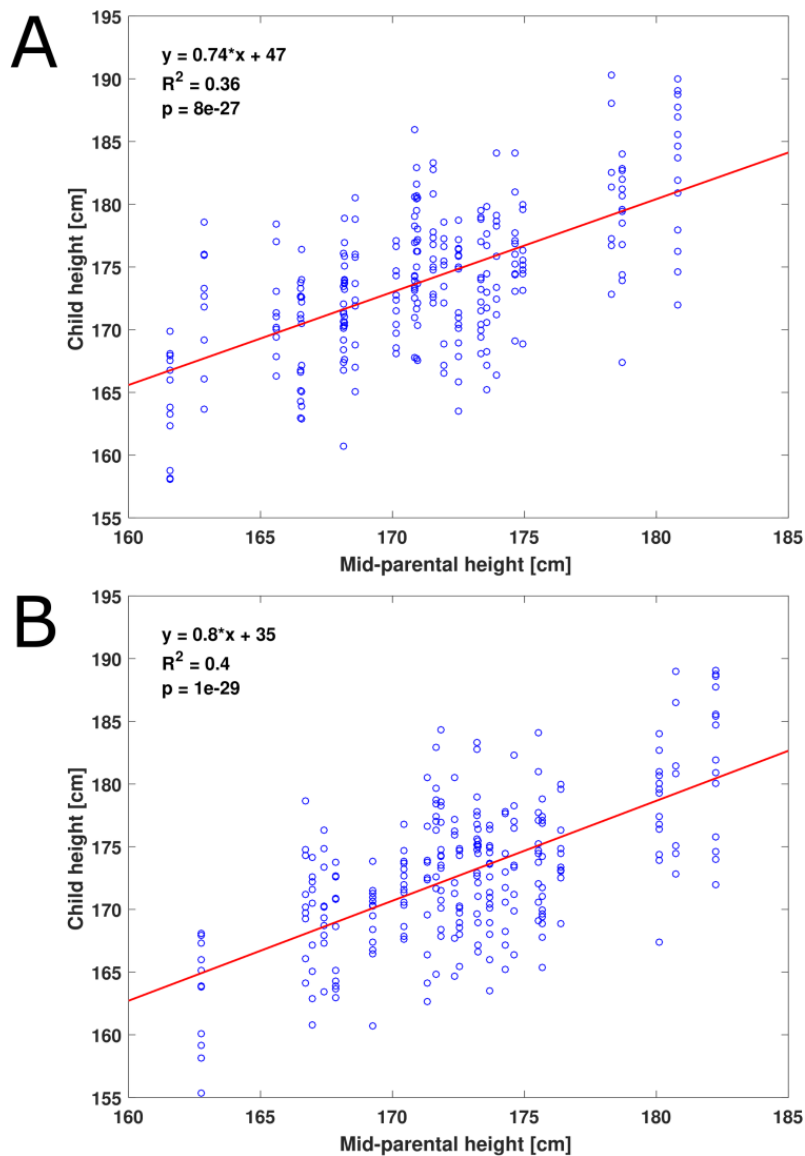 A
y = 0.74*x + 47
R² = 0.36
p = 8e-27
195
190
185
180
175
170
165
160
155
Child height [cm]
160 165 170 175 180 185
Mid-parental height [cm]
B
y = 0.8*x + 35
R² = 0.4
p = 1e-29
195
190
185
180
175
170
165
160
155
Child height [cm]
160 165 170 175 180 185
Mid-parental height [cm]